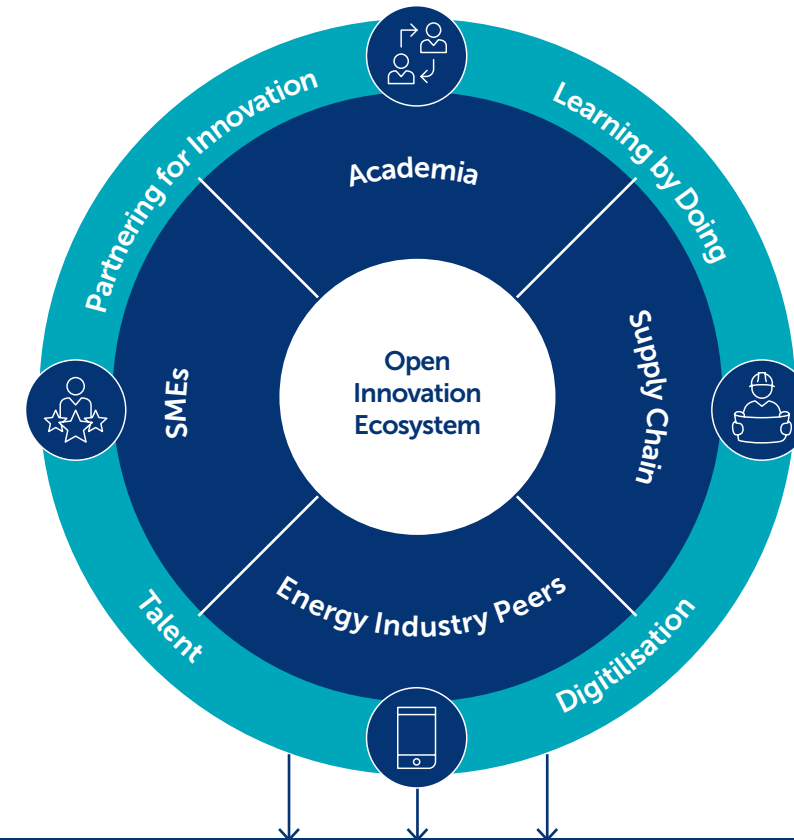 Partnering for Innovation
Learning by Doing
Academia
SMEs
Open
Innovation
Ecosystem
Supply Chain
Energy Industry Peers
Talent
Digitilisation